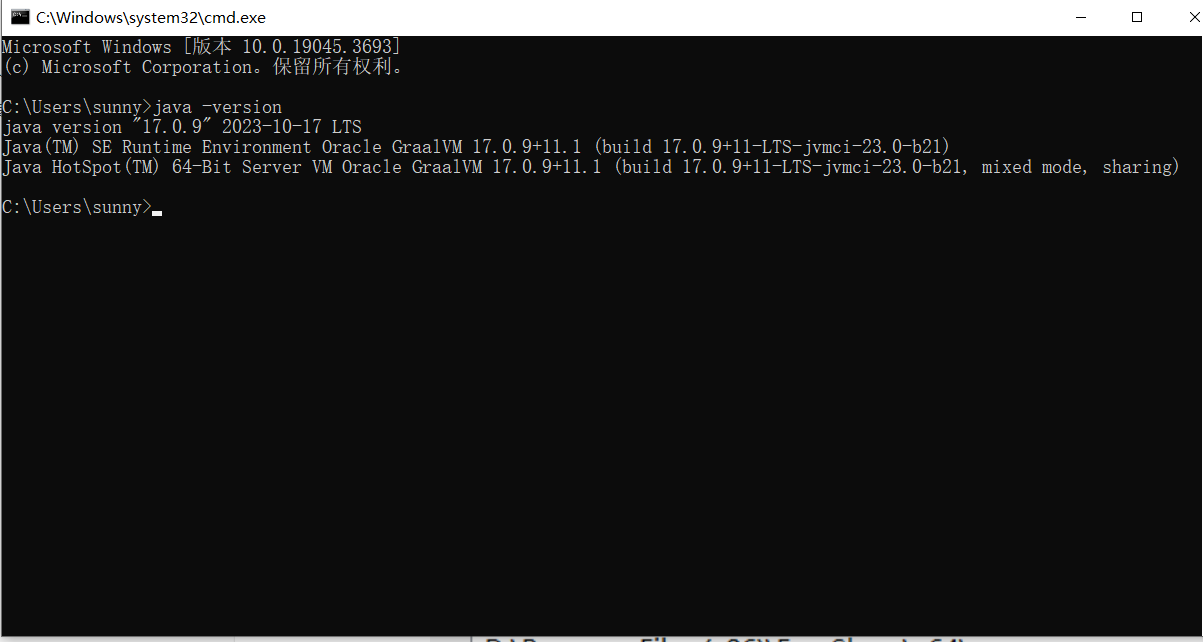 C:\Windows\system32\cmd.exe
Microsoft Windows [版本 10.0.19045.3693]
(c) Microsoft Corporation。保留所有权利。
C:\Users\sunny>java -version
java version "17.0.9" 2023-10-17 LTS
Java(TM) SE Runtime Environment Oracle GraalVM 17.0.9+11.1 (build 17.0.9+11-LTS-jvmci-23.0-b21)
Java HotSpot(TM) 64-Bit Server VM Oracle GraalVM 17.0.9+11.1 (build 17.0.9+11-LTS-jvmci-23.0-b21, mixed mode, sharing)
C:\Users\sunny>